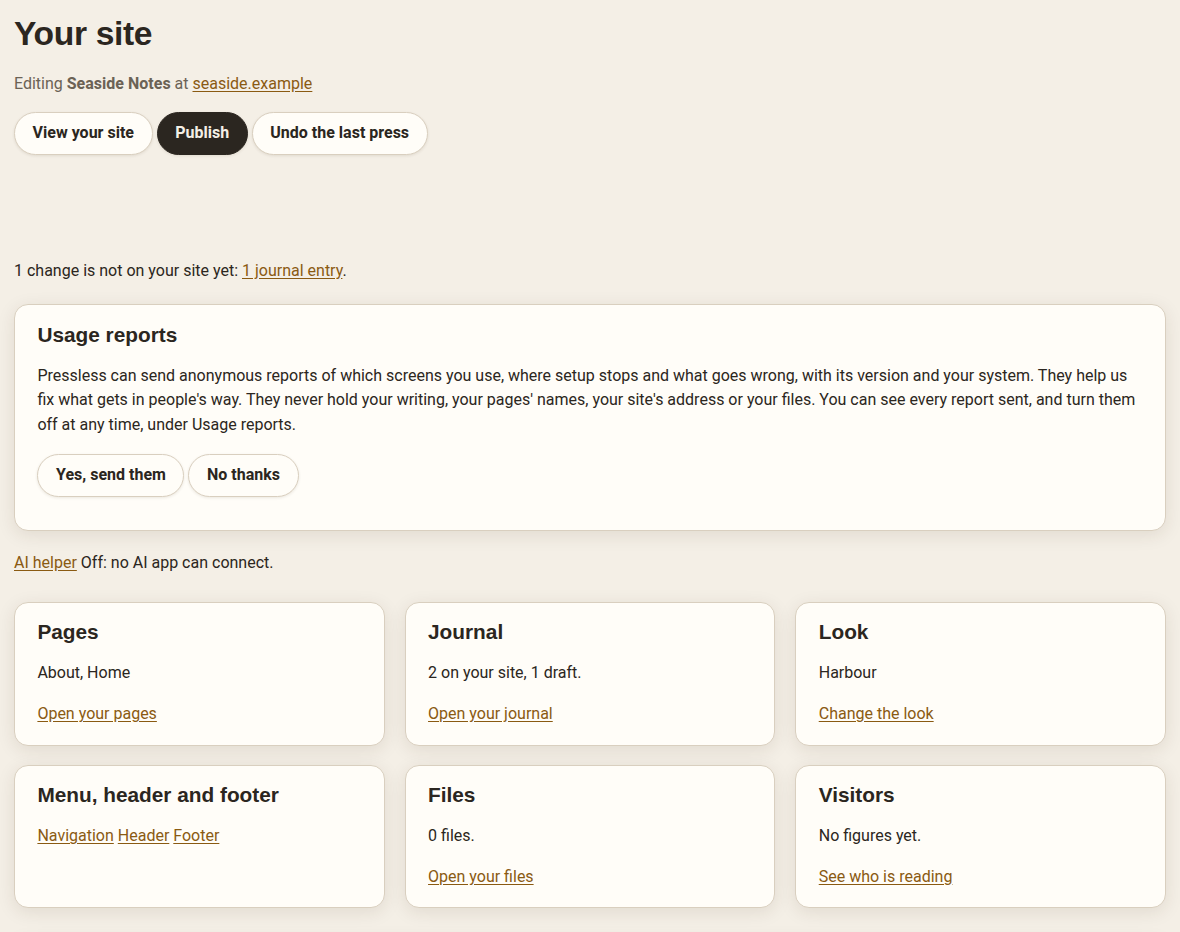 Your site
Editing Seaside Notes at seaside.example
View your site Publish Undo the last press
1 change is not on your site yet: 1 journal entry.
Usage reports
Pressless can send anonymous reports of which screens you use, where setup stops and what goes wrong, with its version and your system. They help us
fix what gets in people's way. They never hold your writing, your pages' names, your site's address or your files. You can see every report sent, and turn them
off at any time, under Usage reports.
Yes, send them No thanks
AI helper Off: no AI app can connect.
Pages
About, Home
Open your pages
Journal
2 on your site, 1 draft.
Open your journal
Look
Harbour
Change the look
Menu, header and footer
Navigation Header Footer
Files
0 files.
Open your files
Visitors
No figures yet.
See who is reading